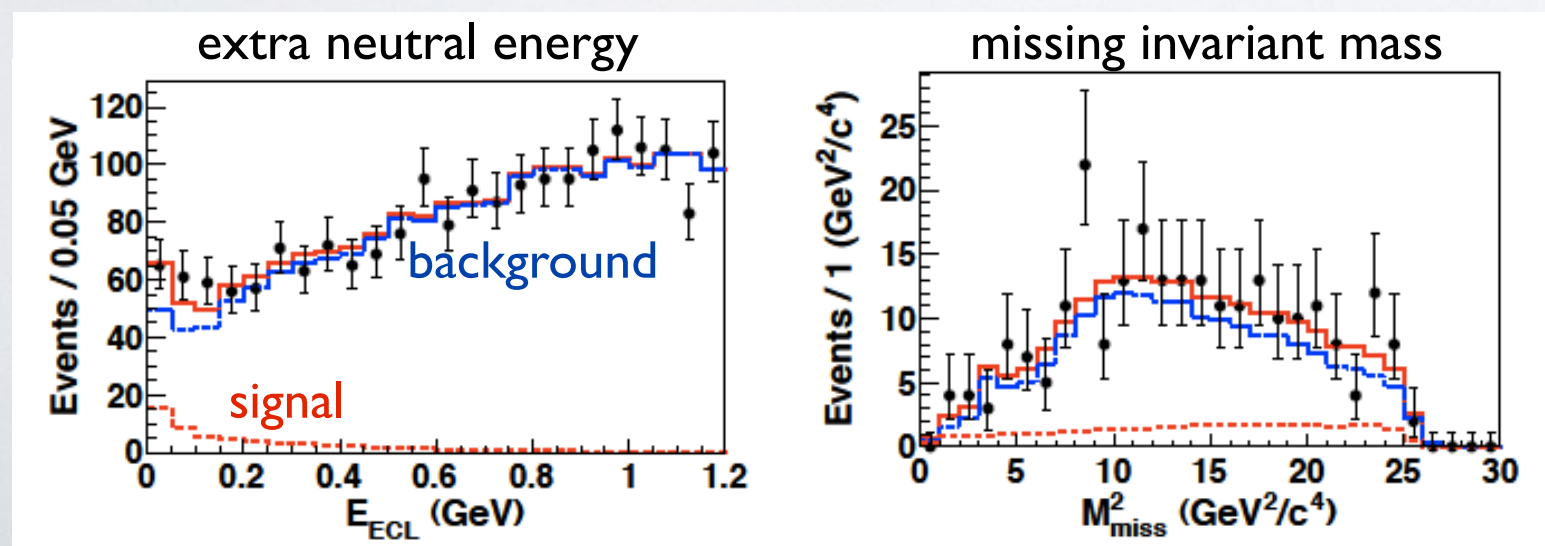 extra neutral energy
Events / 0.05 GeV
120
100
80
60
40
20
0
background
signal
0 0.2 0.4 0.6 0.8 1 1.2
E_ECL (GeV)
missing invariant mass
Events / 1 (GeV²/c⁴)
25
20
15
10
5
0
0 5 10 15 20 25 30
M²_miss (GeV²/c⁴)